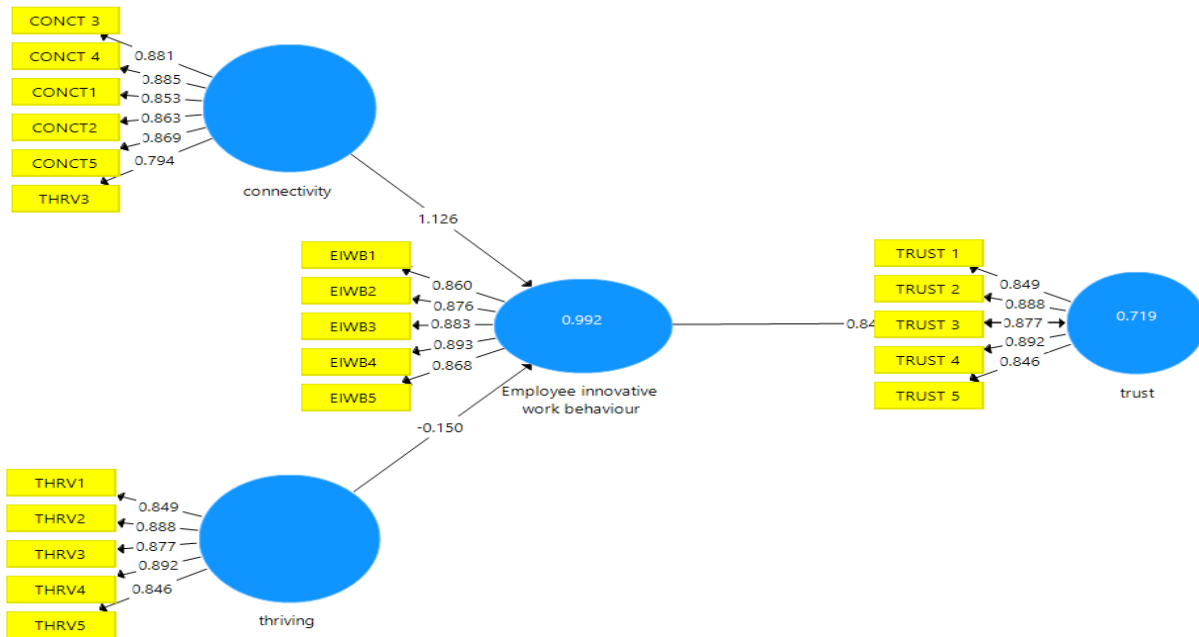 CONCT 3
CONCT 4
CONCT1
CONCT2
CONCT5
THRV3
0.881
0.885
0.853
0.863
0.869
0.794
connectivity
1.126
EIWB1
EIWB2
EIWB3
EIWB4
EIWB5
0.860
0.876
0.883
0.893
0.868
0.992
Employee innovative
work behaviour
-0.150
0.84
TRUST 1
TRUST 2
TRUST 3
TRUST 4
TRUST 5
0.849
0.888
0.877
0.892
0.846
0.719
trust
THRV1
THRV2
THRV3
THRV4
THRV5
0.849
0.888
0.877
0.892
0.846
thriving